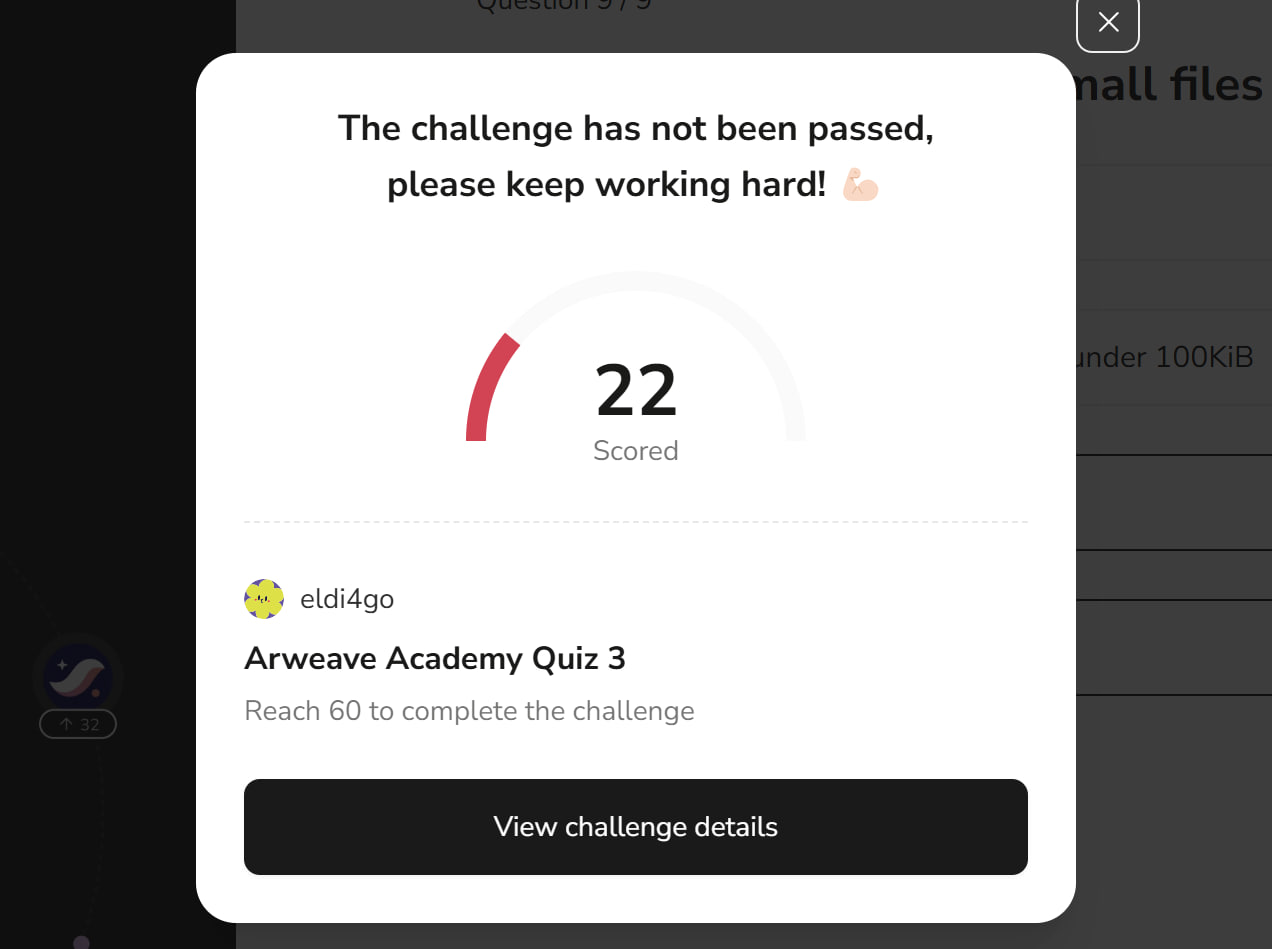 Question 9 / 9
mall files
The challenge has not been passed,
please keep working hard!
22
Scored
under 100KiB
eldi4go
Arweave Academy Quiz 3
Reach 60 to complete the challenge
↑ 32
View challenge details